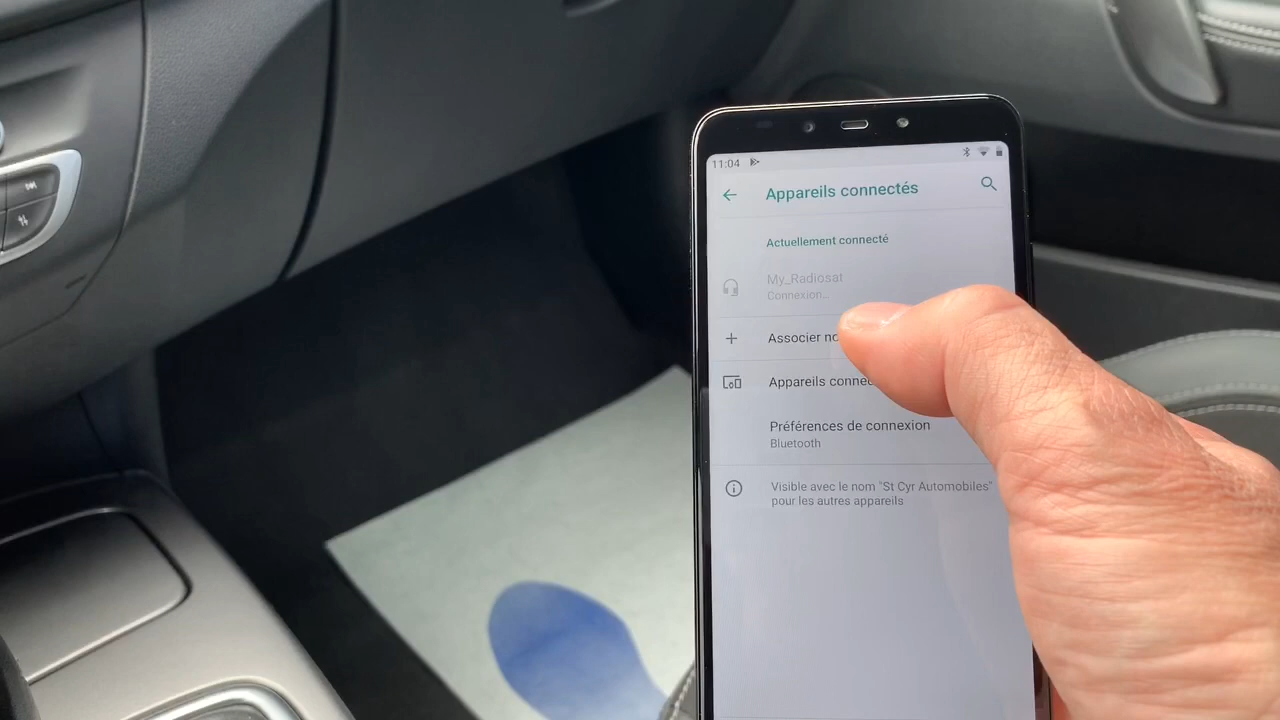 11:04
Appareils connectés
Actuellement connecté
My_Radiosat
Connexion…
Associer
Appareils
Préférences de connexion
Bluetooth
Visible avec le nom "St Cyr Automobiles"
pour les autres appareils